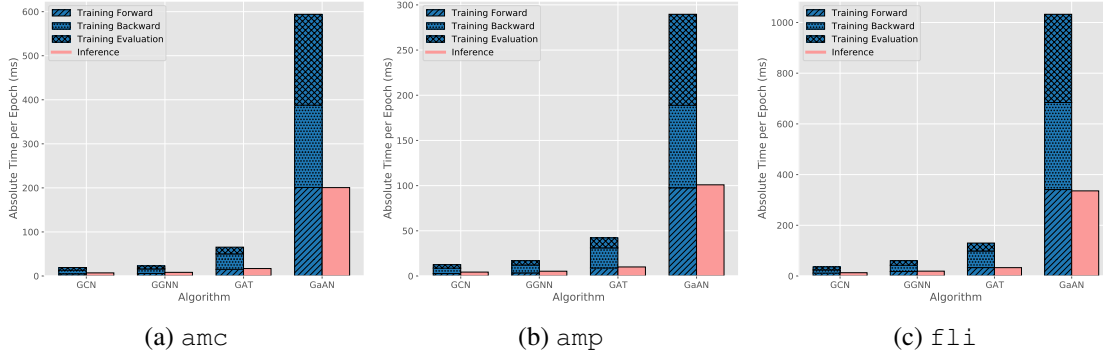 600
500
400
300
200
100
0
Absolute Time per Epoch (ms)
Training Forward
Training Backward
Training Evaluation
Inference
GCN GGNN GAT GaAN
Algorithm
(a) amc
300
250
200
150
100
50
0
Absolute Time per Epoch (ms)
Training Forward
Training Backward
Training Evaluation
Inference
GCN GGNN GAT GaAN
Algorithm
(b) amp
1000
800
600
400
200
0
Absolute Time per Epoch (ms)
Training Forward
Training Backward
Training Evaluation
Inference
GCN GGNN GAT GaAN
Algorithm
(c) fli